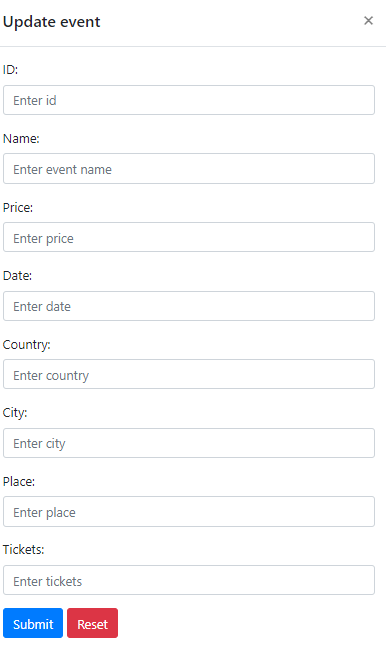 Update event ×
ID:
Enter id
Name:
Enter event name
Price:
Enter price
Date:
Enter date
Country:
Enter country
City:
Enter city
Place:
Enter place
Tickets:
Enter tickets
Submit Reset